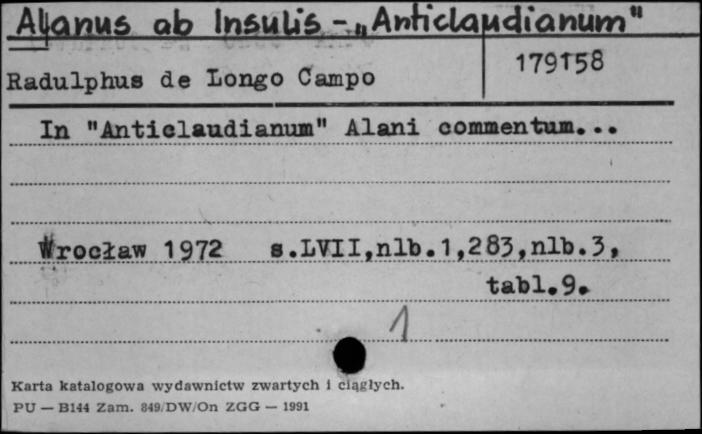 Alanus ab Insulis - „Anticlaudianum"
Radulphus de Longo Campo
179158
In "Anticlaudianum" Alani commentum...
Wrocław 1972 s.LVII,nlb.1,283,nlb.3,
tabl.9.
1
Karta katalogowa wydawnictw zwartych i ciągłych.
PU — B144 Zam. 849/DW/On ZGG — 1991